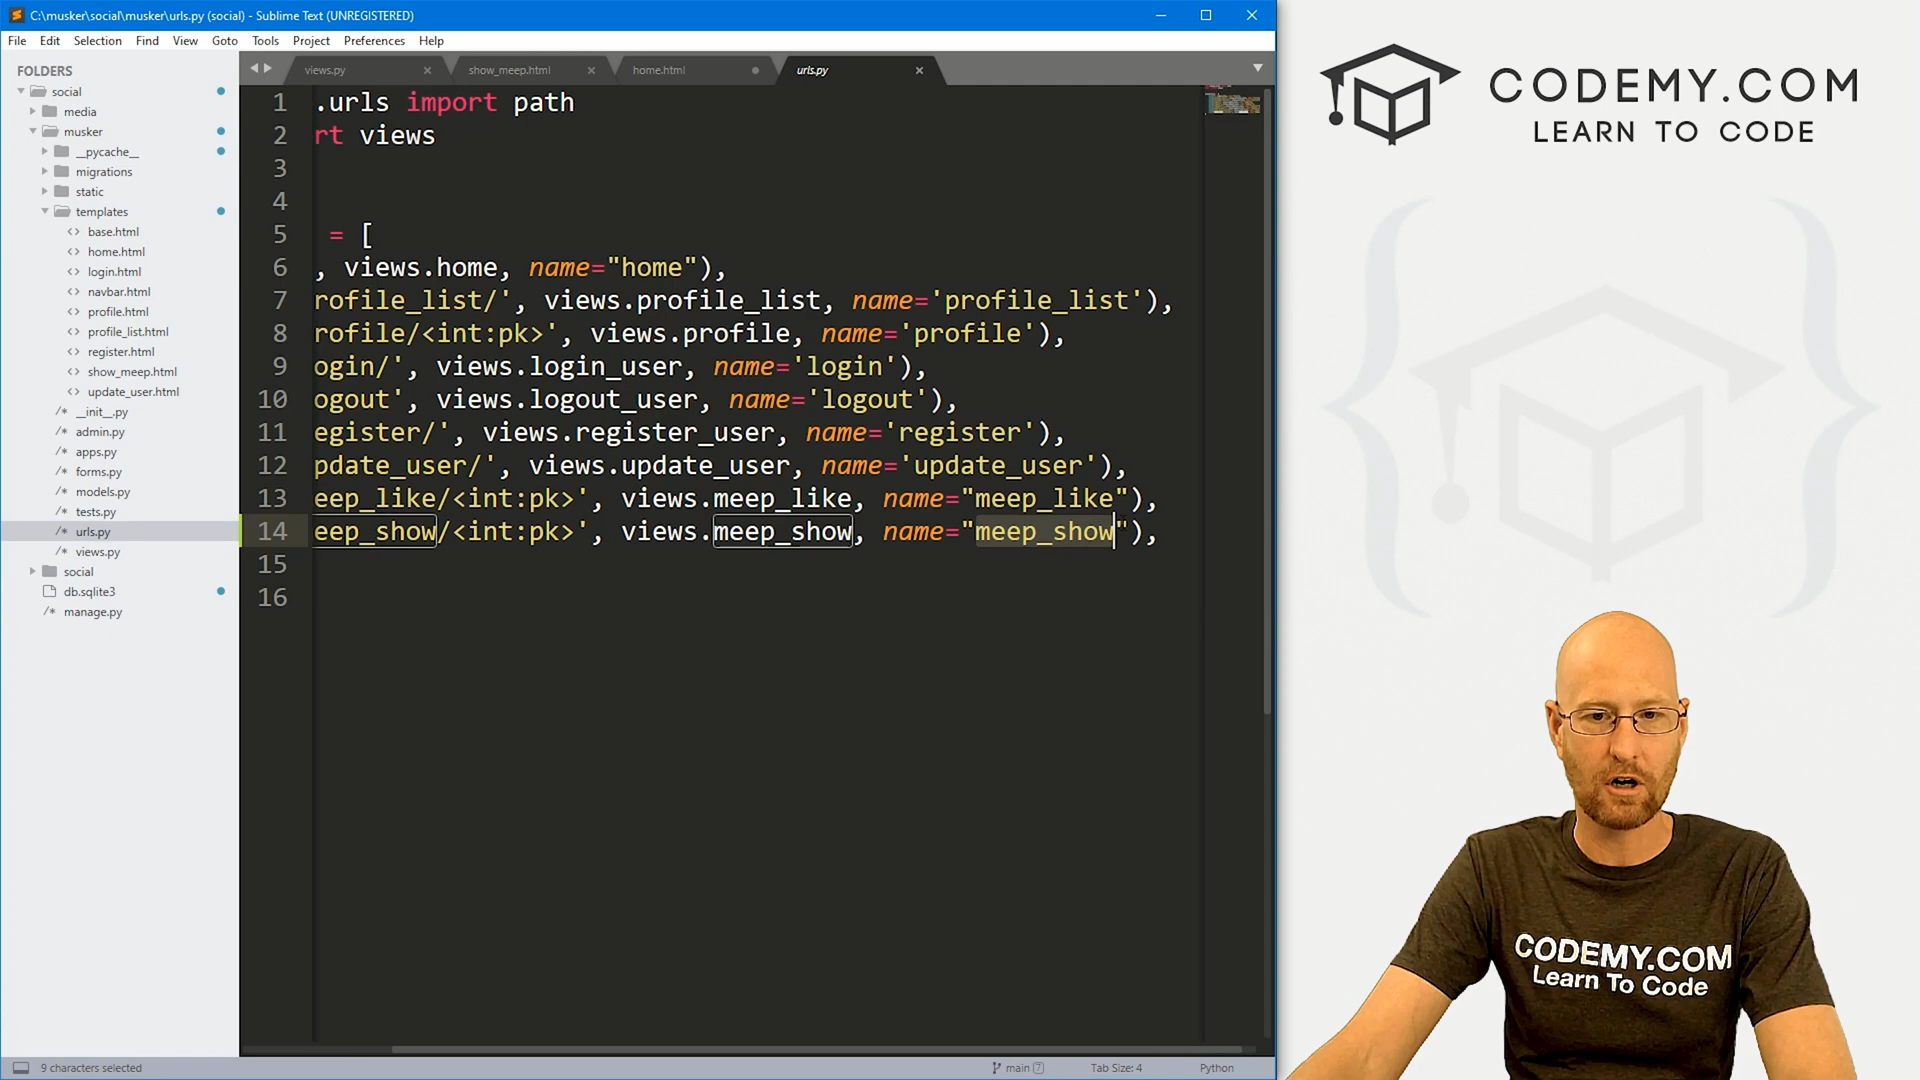 C:\musker\social\musker\urls.py (social) - Sublime Text (UNREGISTERED)
File Edit Selection Find View Goto Tools Project Preferences Help
FOLDERS
social
media
musker
__pycache__
migrations
static
templates
base.html
home.html
login.html
navbar.html
profile.html
profile_list.html
register.html
show_meep.html
update_user.html
__init__.py
admin.py
apps.py
forms.py
models.py
tests.py
urls.py
views.py
social
db.sqlite3
manage.py
views.py show_meep.html home.html urls.py
1 .urls import path
2 rt views
3
4
5 = [
6 , views.home, name="home"),
7 rofile_list/', views.profile_list, name='profile_list'),
8 rofile/<int:pk>', views.profile, name='profile'),
9 ogin/', views.login_user, name='login'),
10 ogout', views.logout_user, name='logout'),
11 egister/', views.register_user, name='register'),
12 pdate_user/', views.update_user, name='update_user'),
13 eep_like/<int:pk>', views.meep_like, name="meep_like"),
14 eep_show/<int:pk>', views.meep_show, name="meep_show"),
15
16
9 characters selected
main 7
Tab Size: 4
Python
CODEMY.COM
LEARN TO CODE
CODEMY.COM
Learn To Code